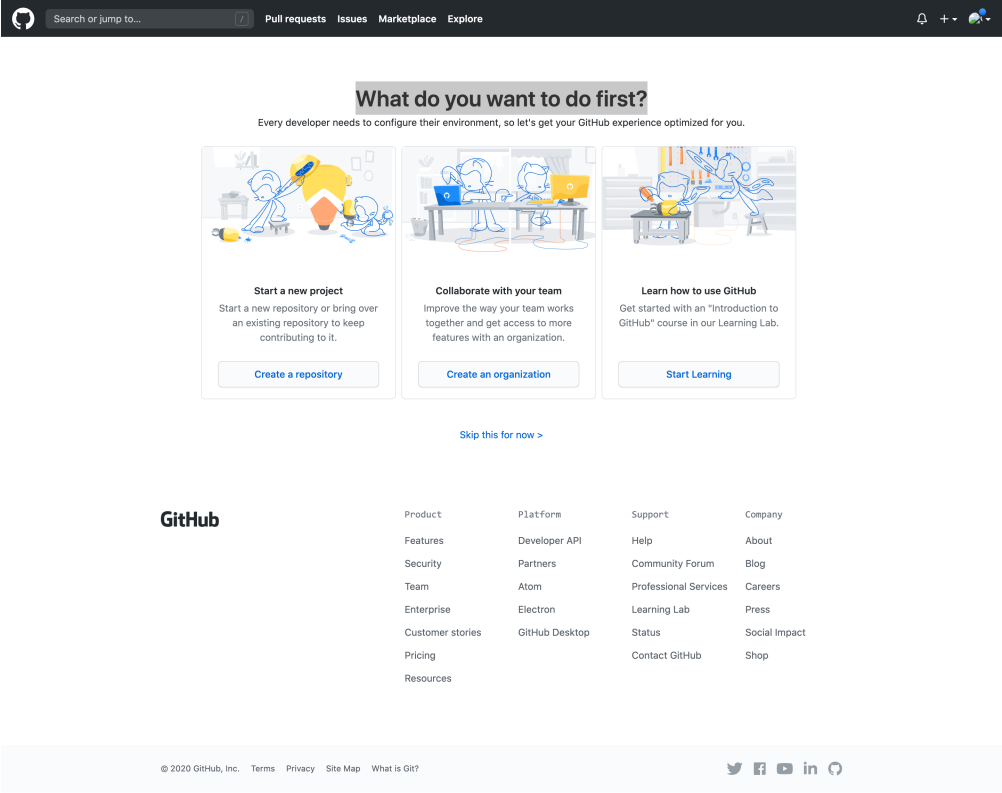 Search or jump to... /
Pull requests Issues Marketplace Explore
What do you want to do first?
Every developer needs to configure their environment, so let's get your GitHub experience optimized for you.
Start a new project
Start a new repository or bring over
an existing repository to keep
contributing to it.
Create a repository
Collaborate with your team
Improve the way your team works
together and get access to more
features with an organization.
Create an organization
Learn how to use GitHub
Get started with an "Introduction to
GitHub" course in our Learning Lab.
Start Learning
Skip this for now >
GitHub
Product
Features
Security
Team
Enterprise
Customer stories
Pricing
Resources
Platform
Developer API
Partners
Atom
Electron
GitHub Desktop
Support
Help
Community Forum
Professional Services
Learning Lab
Status
Contact GitHub
Company
About
Blog
Careers
Press
Social Impact
Shop
© 2020 GitHub, Inc. Terms Privacy Site Map What is Git?